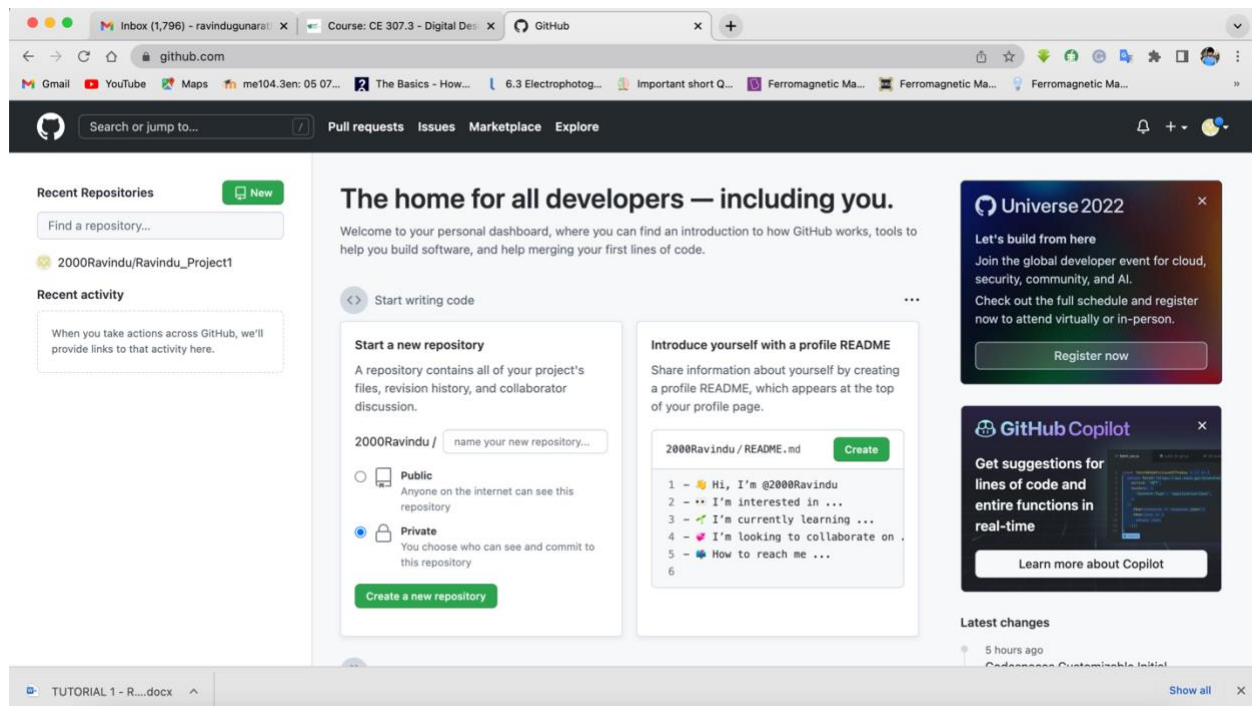 Inbox (1,796) - ravindugunarat
Course: CE 307.3 - Digital Des
GitHub
github.com
Gmail
YouTube
Maps
me104.3en: 05 07...
The Basics - How...
6.3 Electrophotog...
Important short Q...
Ferromagnetic Ma...
Ferromagnetic Ma...
Ferromagnetic Ma...
»
Search or jump to...
/
Pull requests
Issues
Marketplace
Explore
Recent Repositories
New
Find a repository...
2000Ravindu/Ravindu_Project1
Recent activity
When you take actions across GitHub, we'll
provide links to that activity here.
The home for all developers — including you.
Welcome to your personal dashboard, where you can find an introduction to how GitHub works, tools to
help you build software, and help merging your first lines of code.
Start writing code
Start a new repository
A repository contains all of your project's
files, revision history, and collaborator
discussion.
2000Ravindu /
name your new repository...
Public
Anyone on the internet can see this
repository
Private
You choose who can see and commit to
this repository
Create a new repository
Introduce yourself with a profile README
Share information about yourself by creating
a profile README, which appears at the top
of your profile page.
2000Ravindu / README.md
Create
1 - 👋 Hi, I'm @2000Ravindu
2 - 👀 I'm interested in ...
3 - 🌱 I'm currently learning ...
4 - 💞️ I'm looking to collaborate on .
5 - 📫 How to reach me ...
6
Universe 2022
Let's build from here
Join the global developer event for cloud,
security, community, and AI.
Check out the full schedule and register
now to attend virtually or in-person.
Register now
GitHub Copilot
Get suggestions for
lines of code and
entire functions in
real-time
Learn more about Copilot
Latest changes
5 hours ago
Codespaces Customizable Initial
TUTORIAL 1 - R....docx
Show all